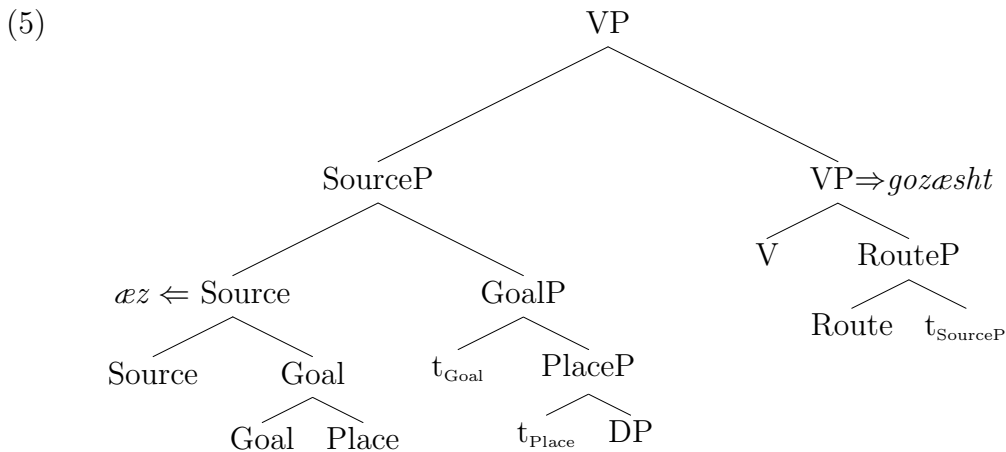 (5) VP
SourceP VP⇒gozæsht
V RouteP
æz ⇐ Source GoalP
Route t_SourceP
Source Goal t_Goal PlaceP
Goal Place t_Place DP